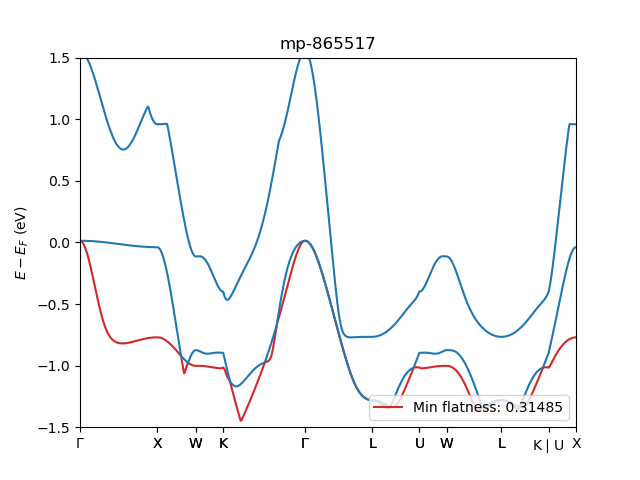 mp-865517
E − E_F (eV)
1.5
1.0
0.5
0.0
−0.5
−1.0
−1.5
Min flatness: 0.31485
Γ X W K Γ L U W L K | U X